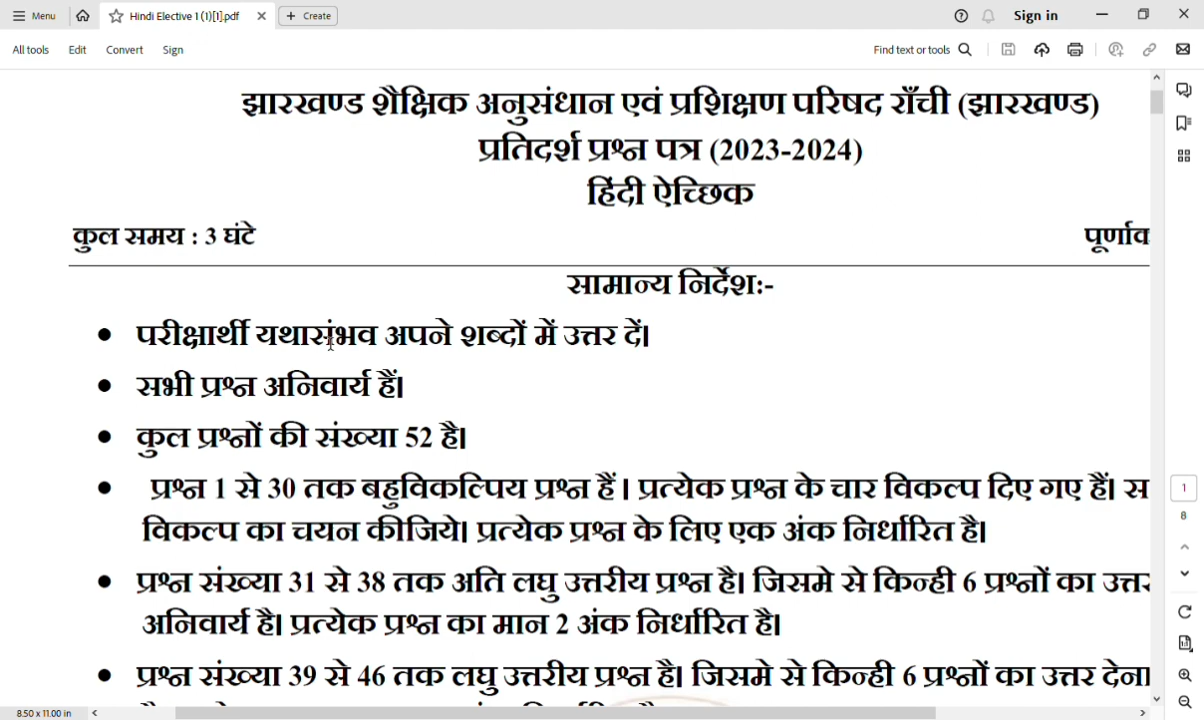 Menu
Hindi Elective 1 (1)[1].pdf
Create
Sign in
All tools
Edit
Convert
Sign
Find text or tools
झारखण्ड शैक्षिक अनुसंधान एवं प्रशिक्षण परिषद राँची (झारखण्ड)
प्रतिदर्श प्रश्न पत्र (2023-2024)
हिंदी ऐच्छिक
कुल समय : 3 घंटे
पूर्णाव
सामान्य निर्देशः-
• परीक्षार्थी यथासंभव अपने शब्दों में उत्तर दें।
• सभी प्रश्न अनिवार्य हैं।
• कुल प्रश्नों की संख्या 52 है।
• प्रश्न 1 से 30 तक बहुविकल्पिय प्रश्न हैं। प्रत्येक प्रश्न के चार विकल्प दिए गए हैं। स
विकल्प का चयन कीजिये। प्रत्येक प्रश्न के लिए एक अंक निर्धारित है।
• प्रश्न संख्या 31 से 38 तक अति लघु उत्तरीय प्रश्न है। जिसमे से किन्ही 6 प्रश्नों का उत्तर
अनिवार्य है। प्रत्येक प्रश्न का मान 2 अंक निर्धारित है।
• प्रश्न संख्या 39 से 46 तक लघु उत्तरीय प्रश्न है। जिसमे से किन्ही 6 प्रश्नों का उत्तर देना
1
8
8.50 x 11.00 in